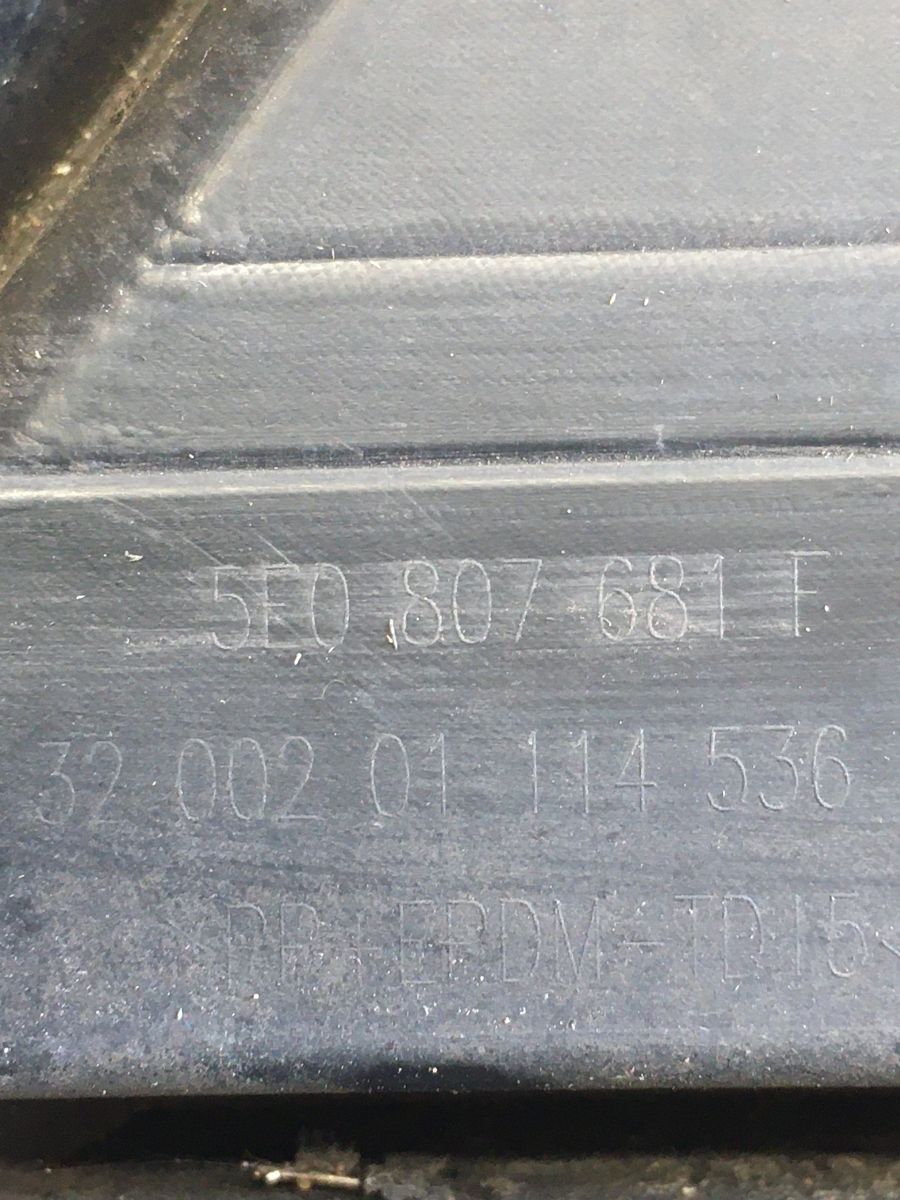 5E0 807 681 F
32 002 01 114 536
>PP+EPDM-TD15<